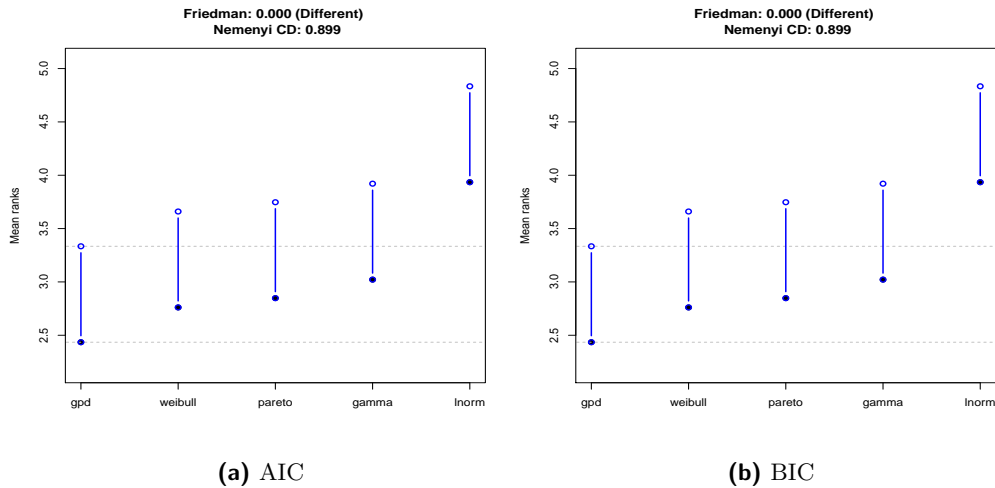 Friedman: 0.000 (Different)
Nemenyi CD: 0.899
Mean ranks
5.0
4.5
4.0
3.5
3.0
2.5
gpd weibull pareto gamma lnorm
(a) AIC
Friedman: 0.000 (Different)
Nemenyi CD: 0.899
Mean ranks
5.0
4.5
4.0
3.5
3.0
2.5
gpd weibull pareto gamma lnorm
(b) BIC